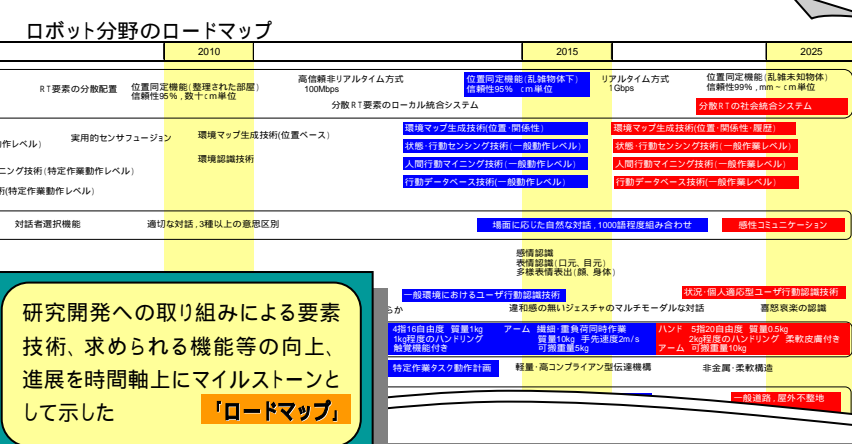 ロボット分野のロードマップ
2010
2015
2025
RT要素の分散配置
位置同定機能(整理された部屋)
信頼性95%,数十cm単位
高信頼非リアルタイム方式
100Mbps
位置同定機能(乱雑物体下)
信頼性95% cm単位
リアルタイム方式
1Gbps
位置同定機能(乱雑未知物体)
信頼性99%,mm~cm単位
分散RT要素のローカル統合システム
分散RTの社会統合システム
作レベル)
実用的センサフュージョン
環境マップ生成技術(位置ベース)
環境マップ生成技術(位置・関係性)
環境マップ生成技術(位置・関係性・履歴)
状態・行動センシング技術(一般動作レベル)
状態・行動センシング技術(一般作業レベル)
環境認識技術
人間行動マイニング技術(一般動作レベル)
人間行動マイニング技術(一般作業レベル)
ニング技術(特定作業動作レベル)
術(特定作業動作レベル)
行動データベース技術(一般動作レベル)
行動データベース技術(一般作業レベル)
対話者選択機能
適切な対話,3種以上の意思区別
場面に応じた自然な対話,1000語程度組み合わせ
感性コミュニケーション
感情認識
表情認識(口元、目元)
多様表情表出(顔、身体)
一般環境におけるユーザ行動認識技術
状況・個人適応型ユーザ行動認識技術
らか
違和感の無いジェスチャのマルチモーダルな対話
喜怒哀楽の認識
4指16自由度 質量1kg
1kg程度のハンドリング
触覚機能付き
アーム 繊細・重負荷同時作業
質量10kg 手先速度2m/s
可搬重量5kg
ハンド 5指20自由度 質量0.5kg
2kg程度のハンドリング 柔軟皮膚付き
アーム 可搬重量10kg
特定作業タスク動作計画
軽量・高コンプライアン型伝達機構
非金属・柔軟構造
一般道路,屋外不整地
研究開発への取り組みによる要素
技術、求められる機能等の向上、
進展を時間軸上にマイルストーンと
して示した 「ロードマップ」